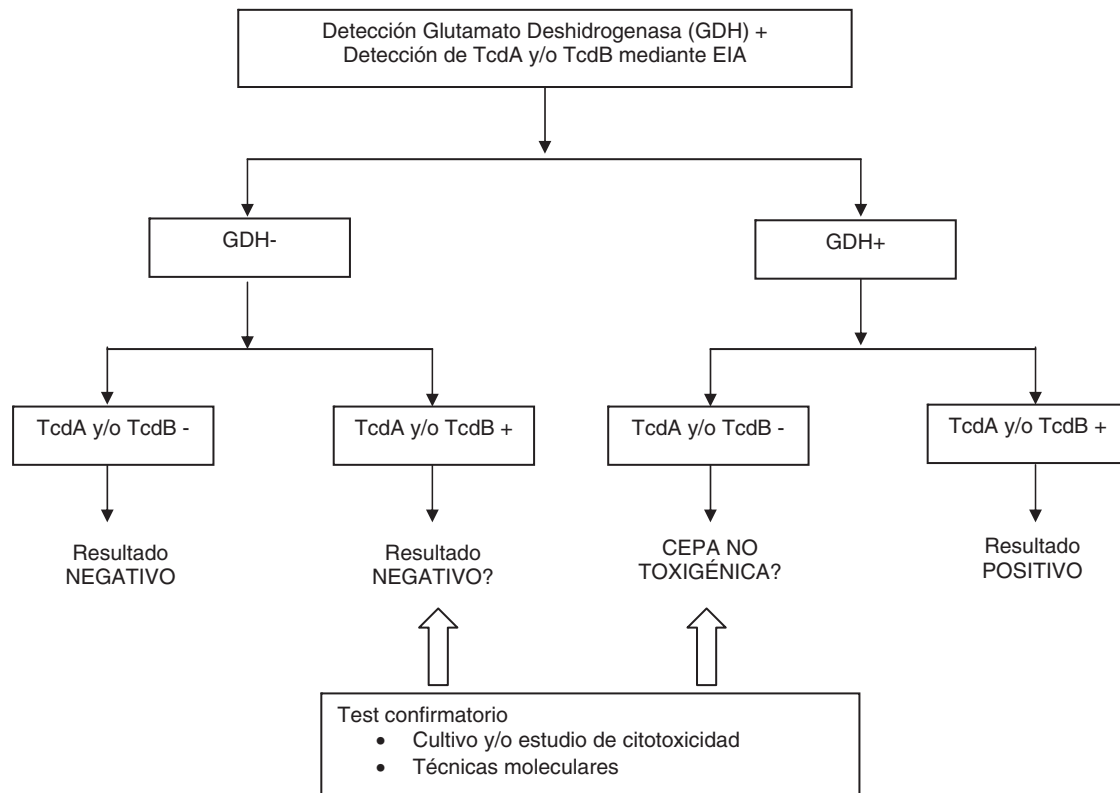 Detección Glutamato Deshidrogenasa (GDH) +
Detección de TcdA y/o TcdB mediante EIA
GDH-
GDH+
TcdA y/o TcdB -
TcdA y/o TcdB +
TcdA y/o TcdB -
TcdA y/o TcdB +
Resultado
NEGATIVO
Resultado
NEGATIVO?
CEPA NO
TOXIGÉNICA?
Resultado
POSITIVO
Test confirmatorio
• Cultivo y/o estudio de citotoxicidad
• Técnicas moleculares